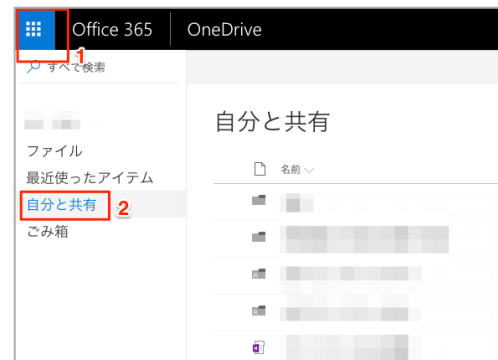 Office 365 OneDrive
1
すべて検索
自分と共有
ファイル
名前
最近使ったアイテム
自分と共有 2
ごみ箱